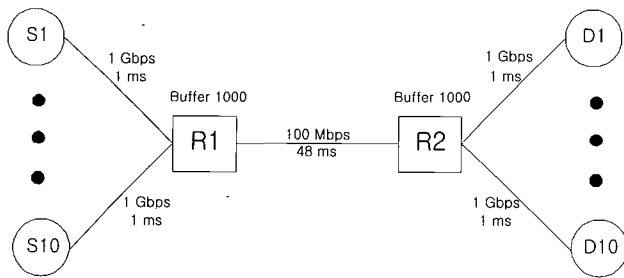 S1
D1
1 Gbps
1 ms
1 Gbps
1 ms
Buffer 1000
Buffer 1000
R1
100 Mbps
48 ms
R2
1 Gbps
1 ms
1 Gbps
1 ms
S10
D10